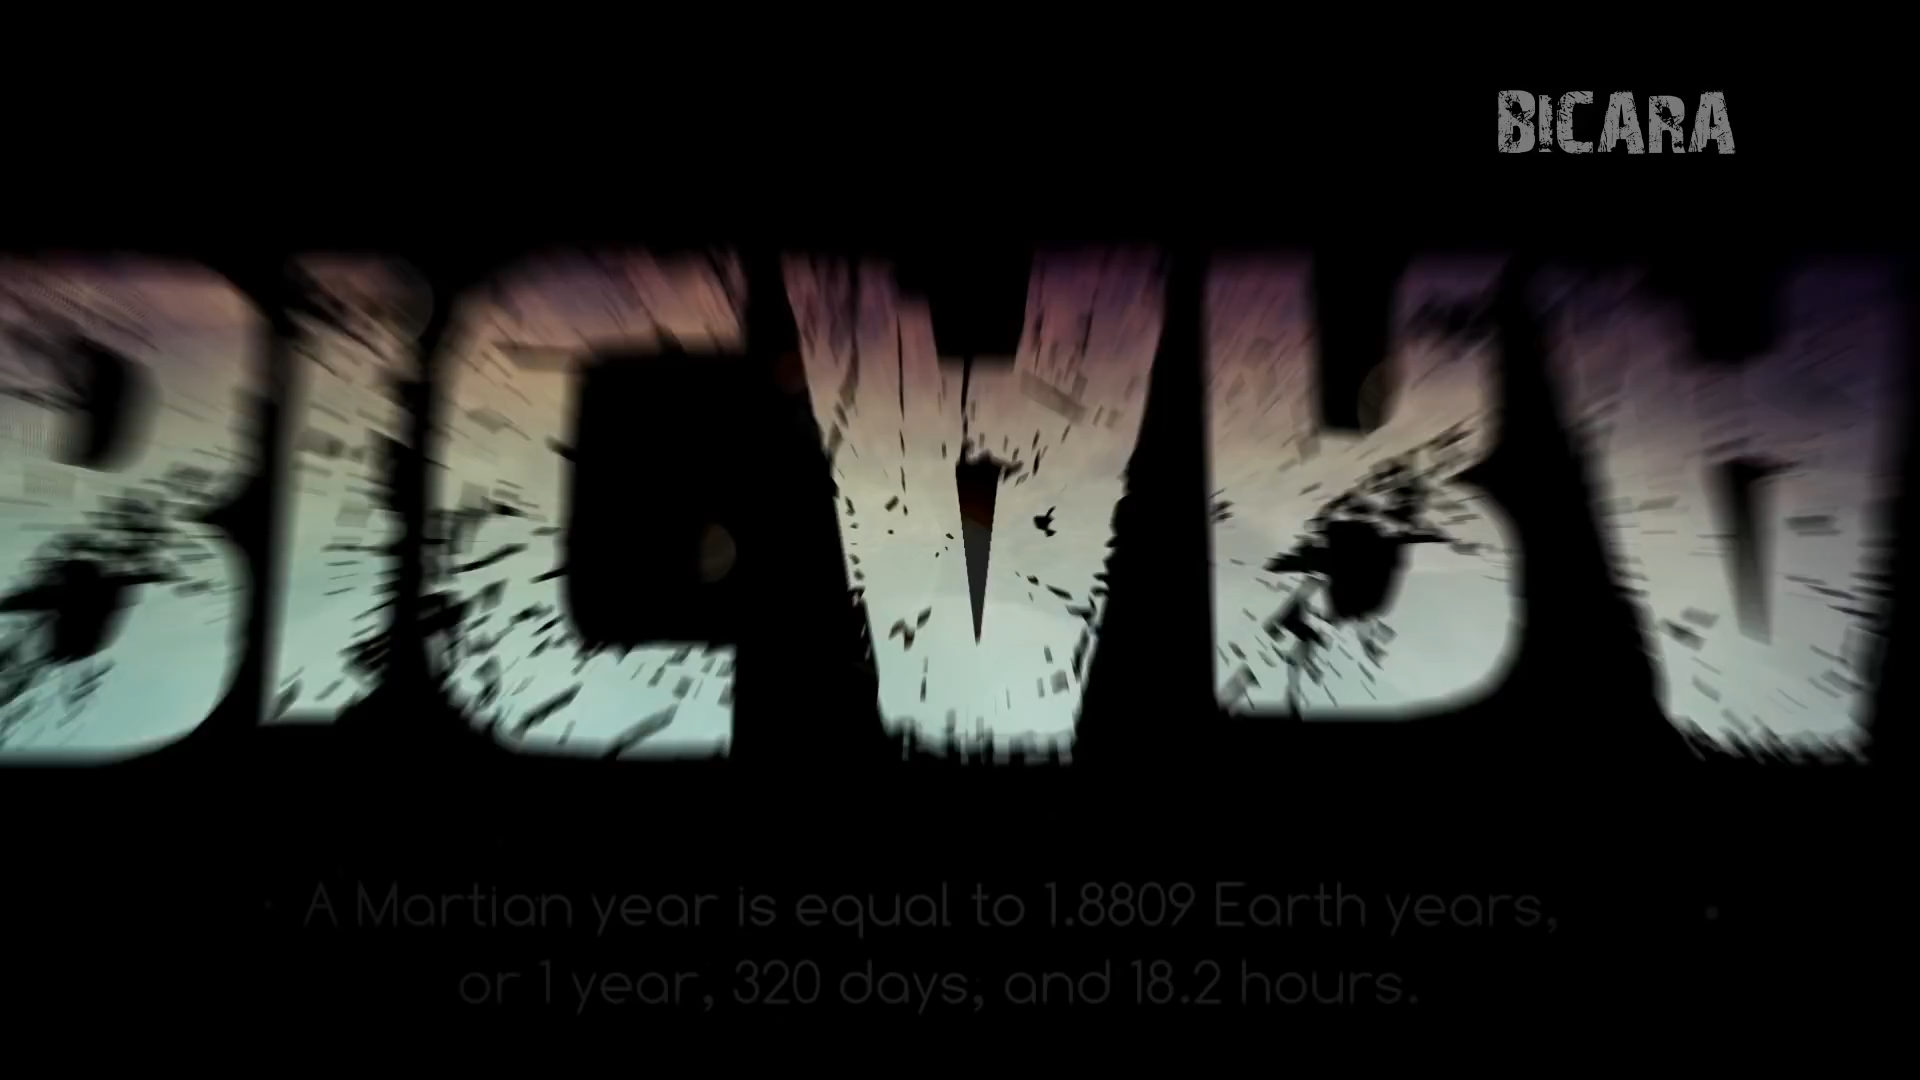 BICARA
BICARA
A Martian year is equal to 1.8809 Earth years,
or 1 year, 320 days, and 18.2 hours.